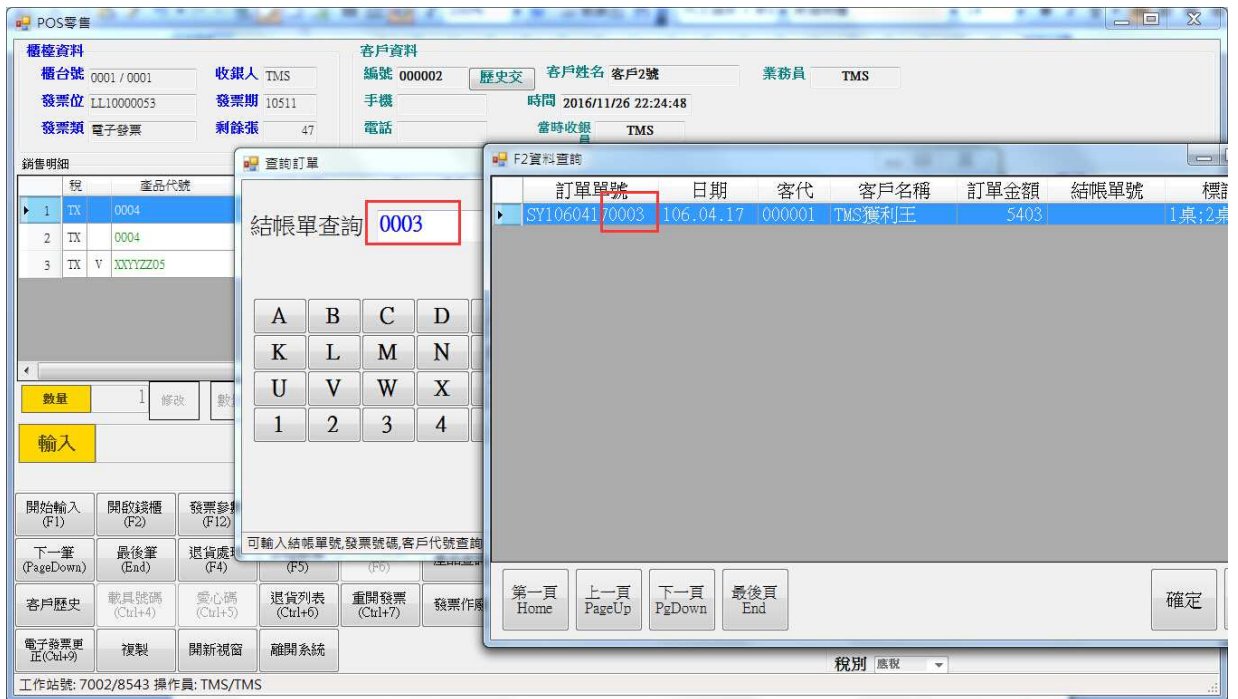 POS零售
櫃檯資料
客戶資料
櫃台號 0001 / 0001 收銀人 TMS 編號 000002 歷史交 客戶姓名 客戶2號 業務員 TMS
發票位 LL10000053 發票期 10511 手機 時間 2016/11/26 22:24:48
發票類 電子發票 剩餘張 47 電話 當時收銀員 TMS
銷售明細
稅 產品代號
1 TX 0004
2 TX 0004
3 TX V XXYYZZ05
數量 1 修改
輸入
查詢訂單
結帳單查詢 0003
A B C D
K L M N
U V W X
1 2 3 4
可輸入結帳單號,發票號碼,客戶代號查詢
F2資料查詢
訂單單號 日期 客代 客戶名稱 訂單金額 結帳單號
SY10604170003 106.04.17 000001 TMS獲利王 5403 1桌;2桌
第一頁 Home 上一頁 PageUp 下一頁 PgDown 最後頁 End 確定
開始輸入 (F1) 開啟錢櫃 (F2) 發票參數 (F12)
下一筆 (PageDown) 最後筆 (End) 退貨處理 (F4) (F5) (F6)
客戶歷史 載具號碼 (Ctrl+4) 愛心碼 (Ctrl+5) 退貨列表 (Ctrl+6) 重開發票 (Ctrl+7) 發票作廢
電子發票更正(Ctrl+9) 複製 開新視窗 離開系統
稅別 應稅
工作站號: 7002/8543 操作員: TMS/TMS